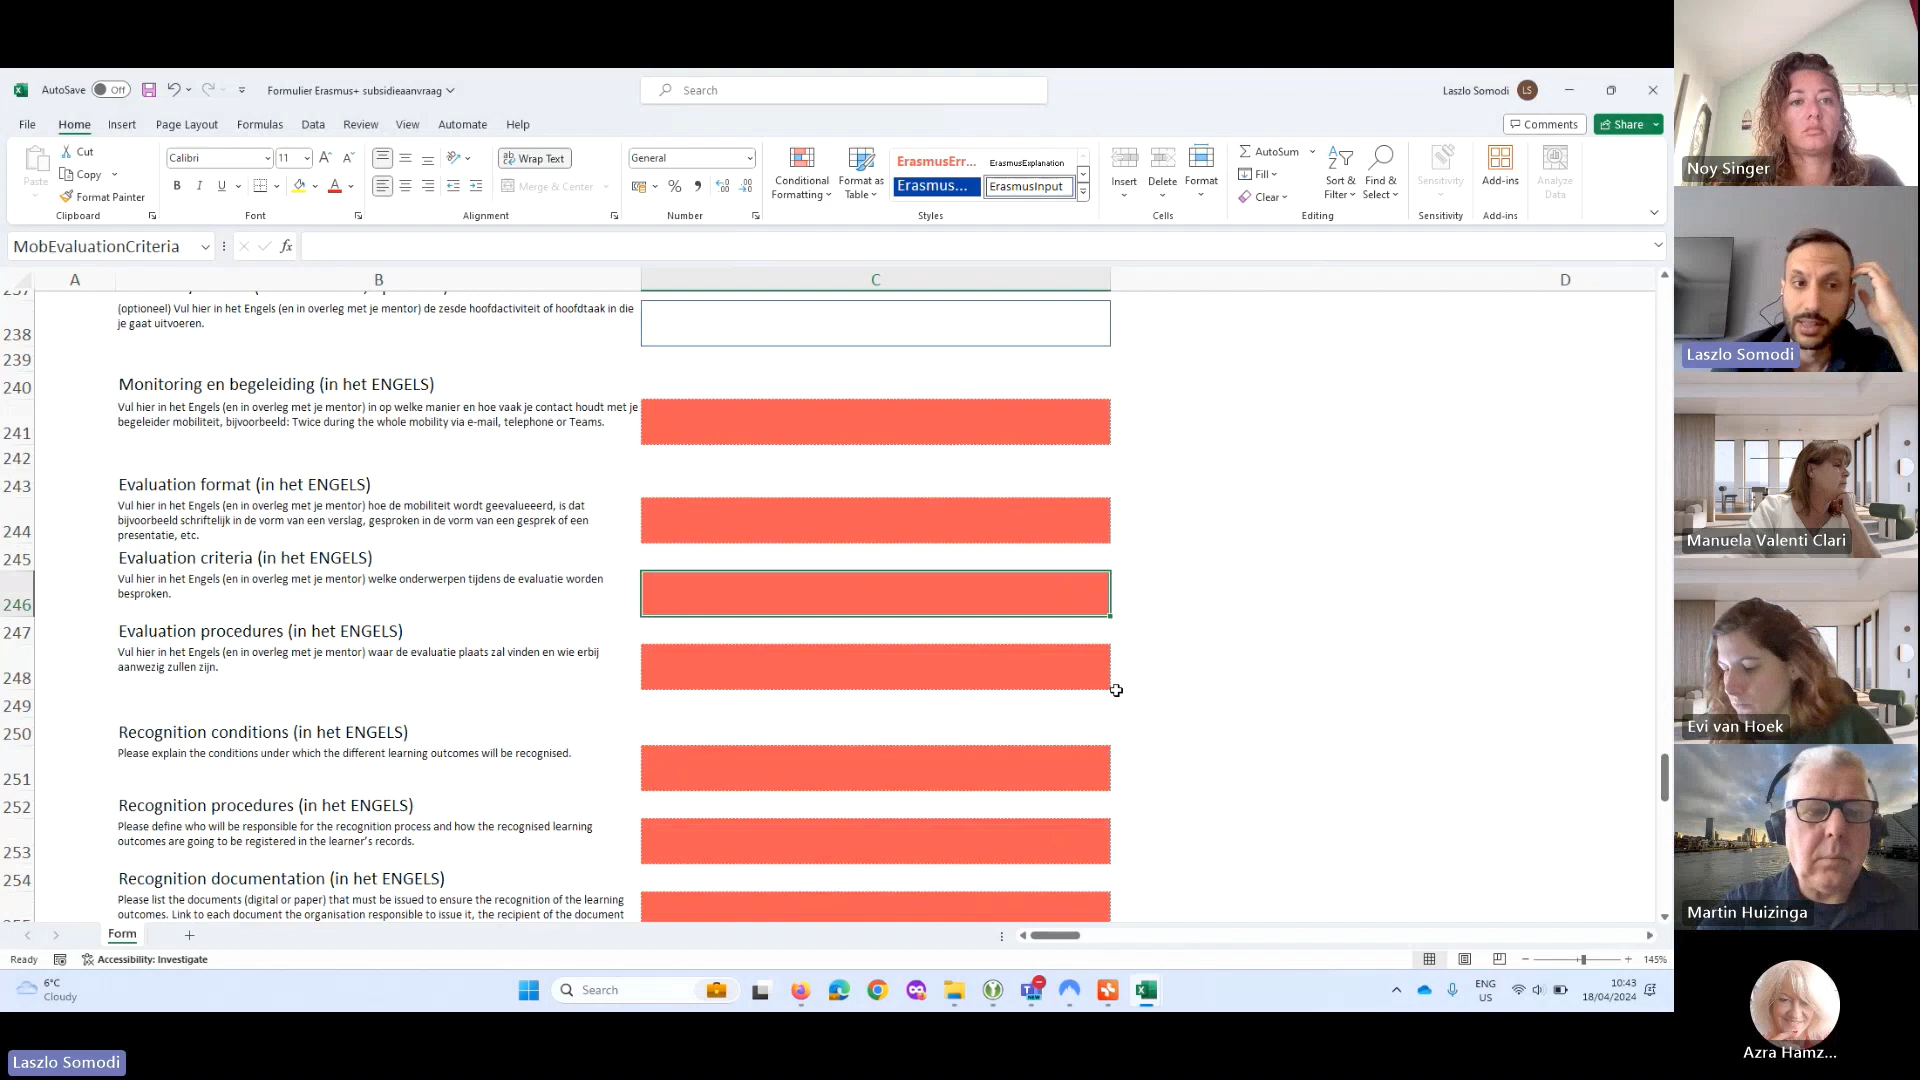 AutoSave Off
Formulier Erasmus+ subsidieaanvraag
Search
Laszlo Somodi LS
File Home Insert Page Layout Formulas Data Review View Automate Help
Comments Share
Paste
Cut
Copy
Format Painter
Clipboard
Calibri 11
B I U
Font
Wrap Text
Merge & Center
Alignment
General
Number
Conditional Formatting
Format as Table
ErasmusErr... ErasmusExplanation
Erasmus... ErasmusInput
Styles
Insert Delete Format
Cells
AutoSum
Fill
Clear
Sort & Filter
Find & Select
Editing
Sensitivity
Sensitivity
Add-ins
Add-ins
Analyze Data
MobEvaluationCriteria fx
A B C D
(optioneel) Vul hier in het Engels (en in overleg met je mentor) de zesde hoofdactiviteit of hoofdtaak in die
je gaat uitvoeren.
238
239
240 Monitoring en begeleiding (in het ENGELS)
Vul hier in het Engels (en in overleg met je mentor) in op welke manier en hoe vaak je contact houdt met je
begeleider mobiliteit, bijvoorbeeld: Twice during the whole mobility via e-mail, telephone or Teams.
241
242
243 Evaluation format (in het ENGELS)
Vul hier in het Engels (en in overleg met je mentor) hoe de mobiliteit wordt geevalueeerd, is dat
bijvoorbeeld schriftelijk in de vorm van een verslag, gesproken in de vorm van een gesprek of een
presentatie, etc.
244
245 Evaluation criteria (in het ENGELS)
Vul hier in het Engels (en in overleg met je mentor) welke onderwerpen tijdens de evaluatie worden
besproken.
246
247 Evaluation procedures (in het ENGELS)
Vul hier in het Engels (en in overleg met je mentor) waar de evaluatie plaats zal vinden en wie erbij
aanwezig zullen zijn.
248
249
250 Recognition conditions (in het ENGELS)
Please explain the conditions under which the different learning outcomes will be recognised.
251
252 Recognition procedures (in het ENGELS)
Please define who will be responsible for the recognition process and how the recognised learning
outcomes are going to be registered in the learner's records.
253
254 Recognition documentation (in het ENGELS)
Please list the documents (digital or paper) that must be issued to ensure the recognition of the learning
outcomes. Link to each document the organisation responsible to issue it, the recipient of the document
Form
Ready Accessibility: Investigate 145%
6°C
Cloudy
Search
ENG
US
10:43
18/04/2024
Noy Singer
Laszlo Somodi
Manuela Valenti Clari
Evi van Hoek
Martin Huizinga
Azra Hamz...
Laszlo Somodi